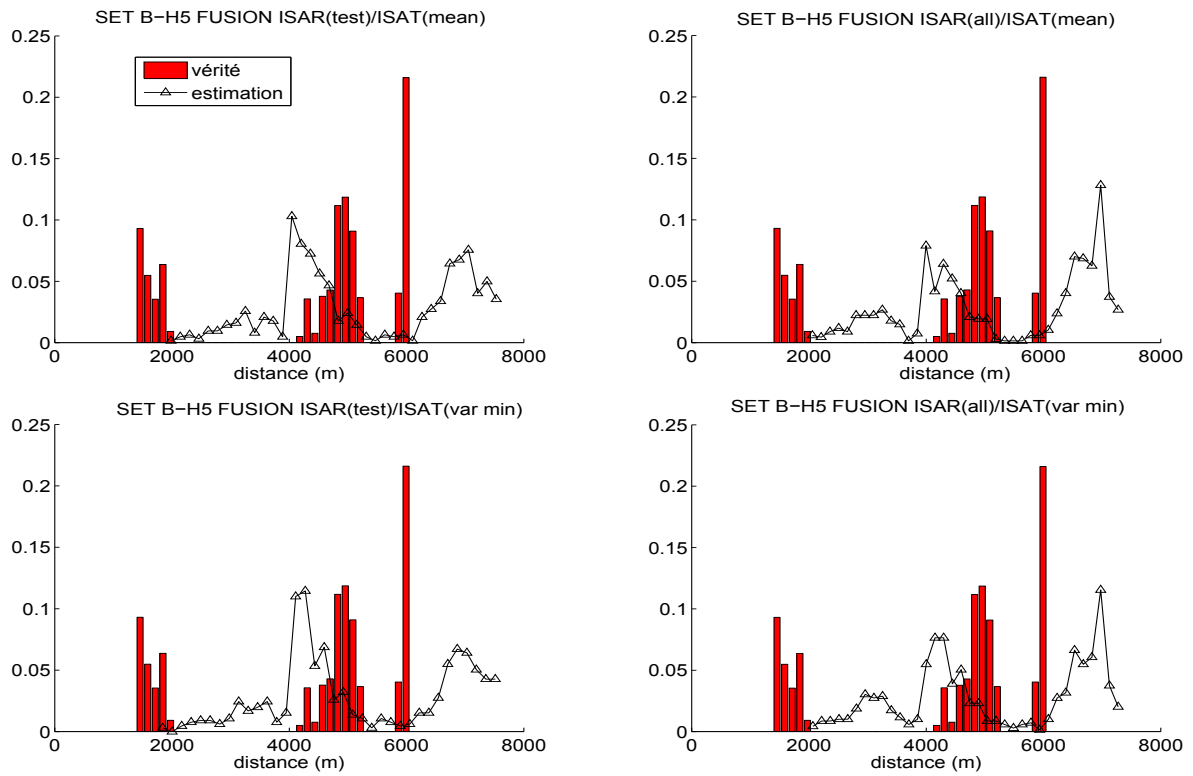 SET B−H5 FUSION ISAR(test)/ISAT(mean)
0.25
0.2
0.15
0.1
0.05
0
0 2000 4000 6000 8000
distance (m)
vérité
estimation
SET B−H5 FUSION ISAR(all)/ISAT(mean)
0.25
0.2
0.15
0.1
0.05
0
0 2000 4000 6000 8000
distance (m)
SET B−H5 FUSION ISAR(test)/ISAT(var min)
0.25
0.2
0.15
0.1
0.05
0
0 2000 4000 6000 8000
distance (m)
SET B−H5 FUSION ISAR(all)/ISAT(var min)
0.25
0.2
0.15
0.1
0.05
0
0 2000 4000 6000 8000
distance (m)